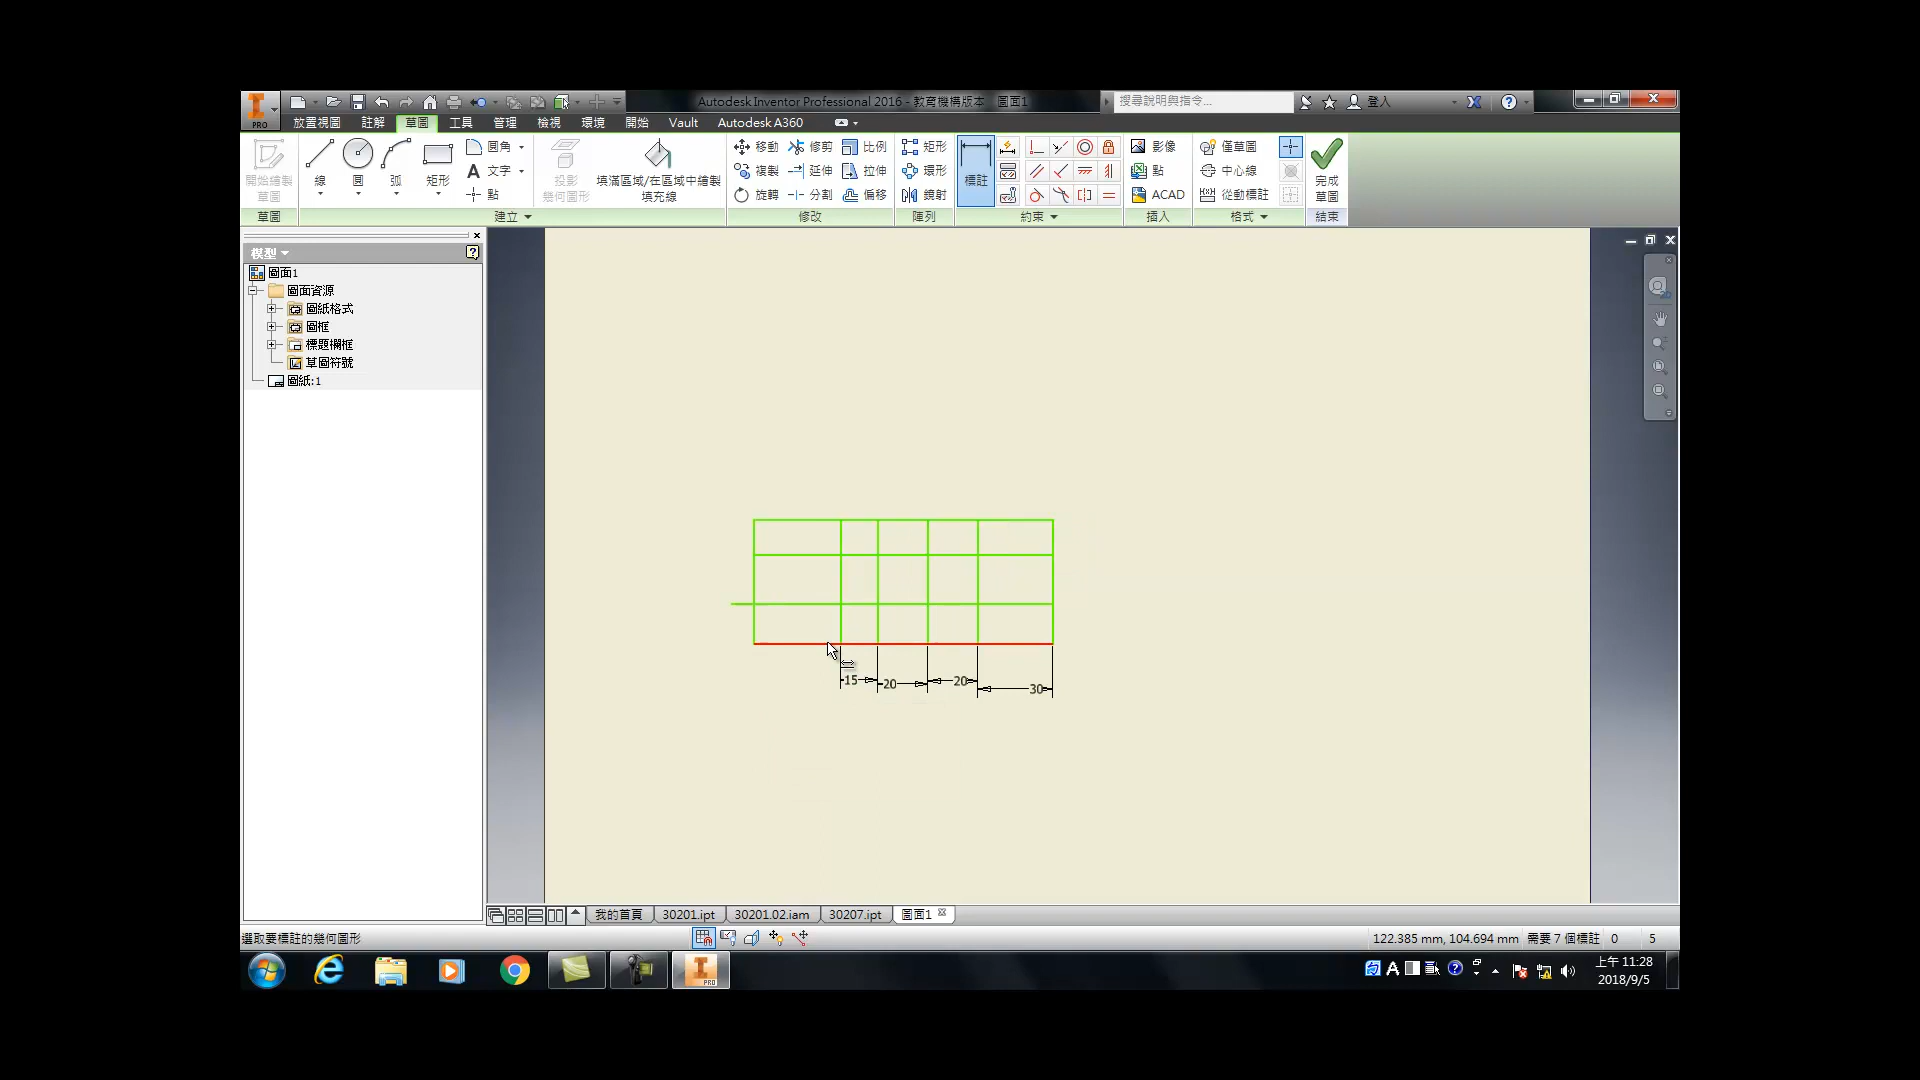 Autodesk Inventor Professional 2016 - 教育機構版本 圖面1
搜尋說明與指令...
登入
PRO
放置視圖 註解 草圖 工具 管理 檢視 環境 開始 Vault Autodesk A360
開始繪製草圖
線
圓
弧
矩形
圓角
文字
點
投影幾何圖形
填滿區域/在區域中繪製填充線
移動 修剪 比例
複製 延伸 拉伸
旋轉 分割 偏移
矩形
環形
鏡射
標註
影像
點
ACAD
僅草圖
中心線
從動標註
完成草圖
草圖 建立 修改 陣列 約束 插入 格式 結束
模型
圖面1
圖面資源
圖紙格式
圖框
標題欄框
草圖符號
圖紙:1
15 20 20 30
我的首頁 30201.ipt 30201.02.iam 30207.ipt 圖面1
選取要標註的幾何圖形
122.385 mm, 104.694 mm 需要 7 個標註 0 5
PRO
A
上午 11:28
2018/9/5